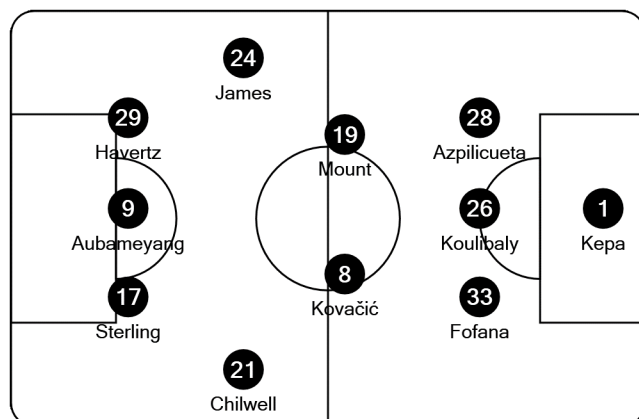 24
James
29
Havertz
28
Azpilicueta
19
Mount
9
Aubameyang
26
Koulibaly
1
Kepa
8
Kovačić
17
Sterling
33
Fofana
21
Chilwell